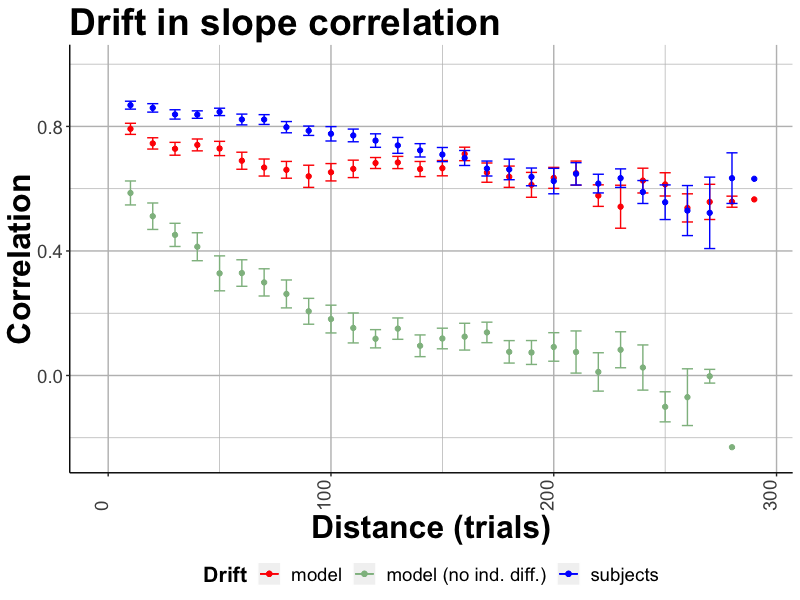 Drift in slope correlation
Correlation
0.8
0.4
0.0
0
100
200
300
Distance (trials)
Drift model model (no ind. diff.) subjects